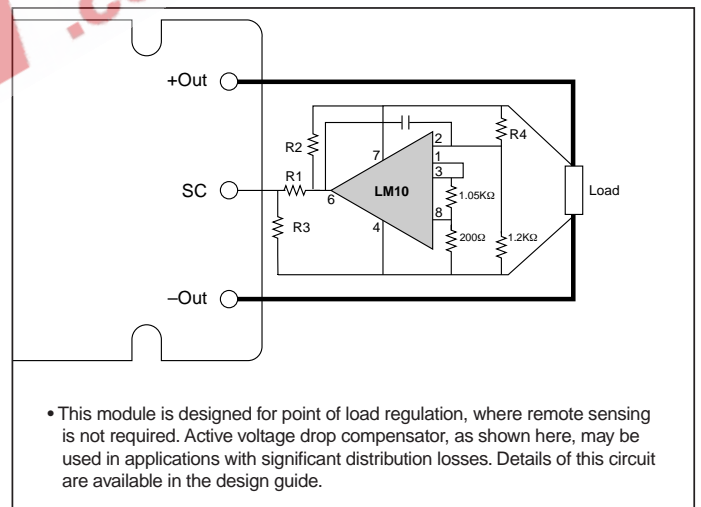 .c
+Out
R2
R1
SC
R3
–Out
7
6
4
LM10
2
1
3
8
1.05KΩ
200Ω
R4
1.2KΩ
Load
• This module is designed for point of load regulation, where remote sensing
is not required. Active voltage drop compensator, as shown here, may be
used in applications with significant distribution losses. Details of this circuit
are available in the design guide.